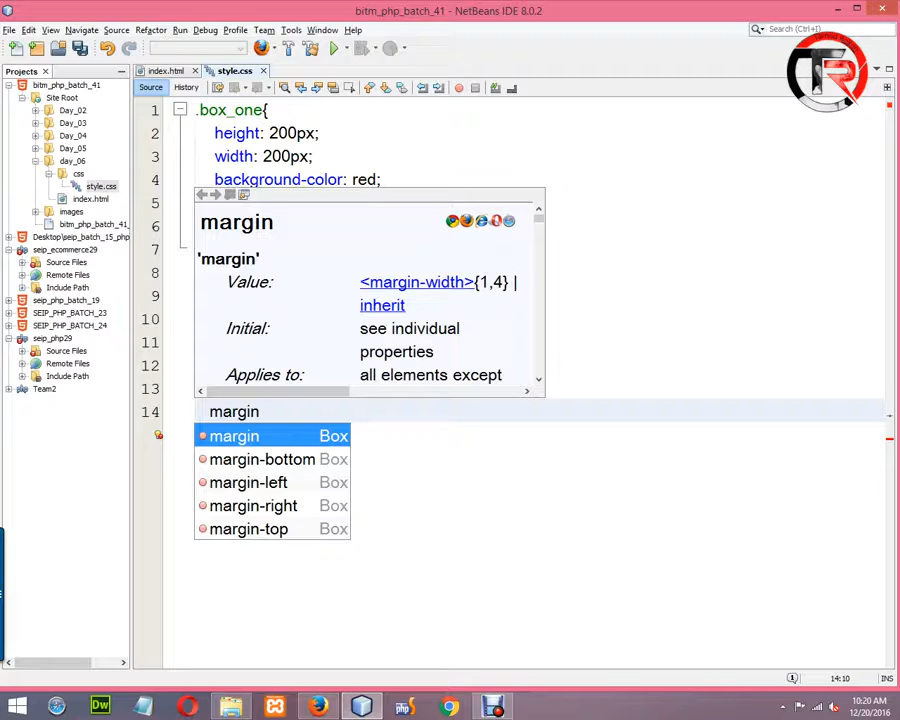 bitm_php_batch_41 - NetBeans IDE 8.0.2
File Edit View Navigate Source Refactor Run Debug Profile Team Tools Window Help
Search (Ctrl+I)
Projects
index.html
style.css
Source
History
bitm_php_batch_41
Site Root
Day_02
Day_03
Day_04
Day_05
day_06
css
style.css
index.html
images
bitm_php_batch_41_
Desktop\seip_batch_15_php
seip_ecommerce29
Source Files
Remote Files
Include Path
seip_php_batch_19
SEIP_PHP_BATCH_23
SEIP_PHP_BATCH_24
seip_php29
Source Files
Remote Files
Include Path
Team2
1 .box_one{
2 height: 200px;
3 width: 200px;
4 background-color: red;
5
6
7
8
9
10
11
12
13
14 margin
margin
'margin'
Value: <margin-width>{1,4} |
inherit
Initial: see individual
properties
Applies to: all elements except
margin Box
margin-bottom Box
margin-left Box
margin-right Box
margin-top Box
TR
14:10 INS
Dw
php
10:20 AM
12/20/2016